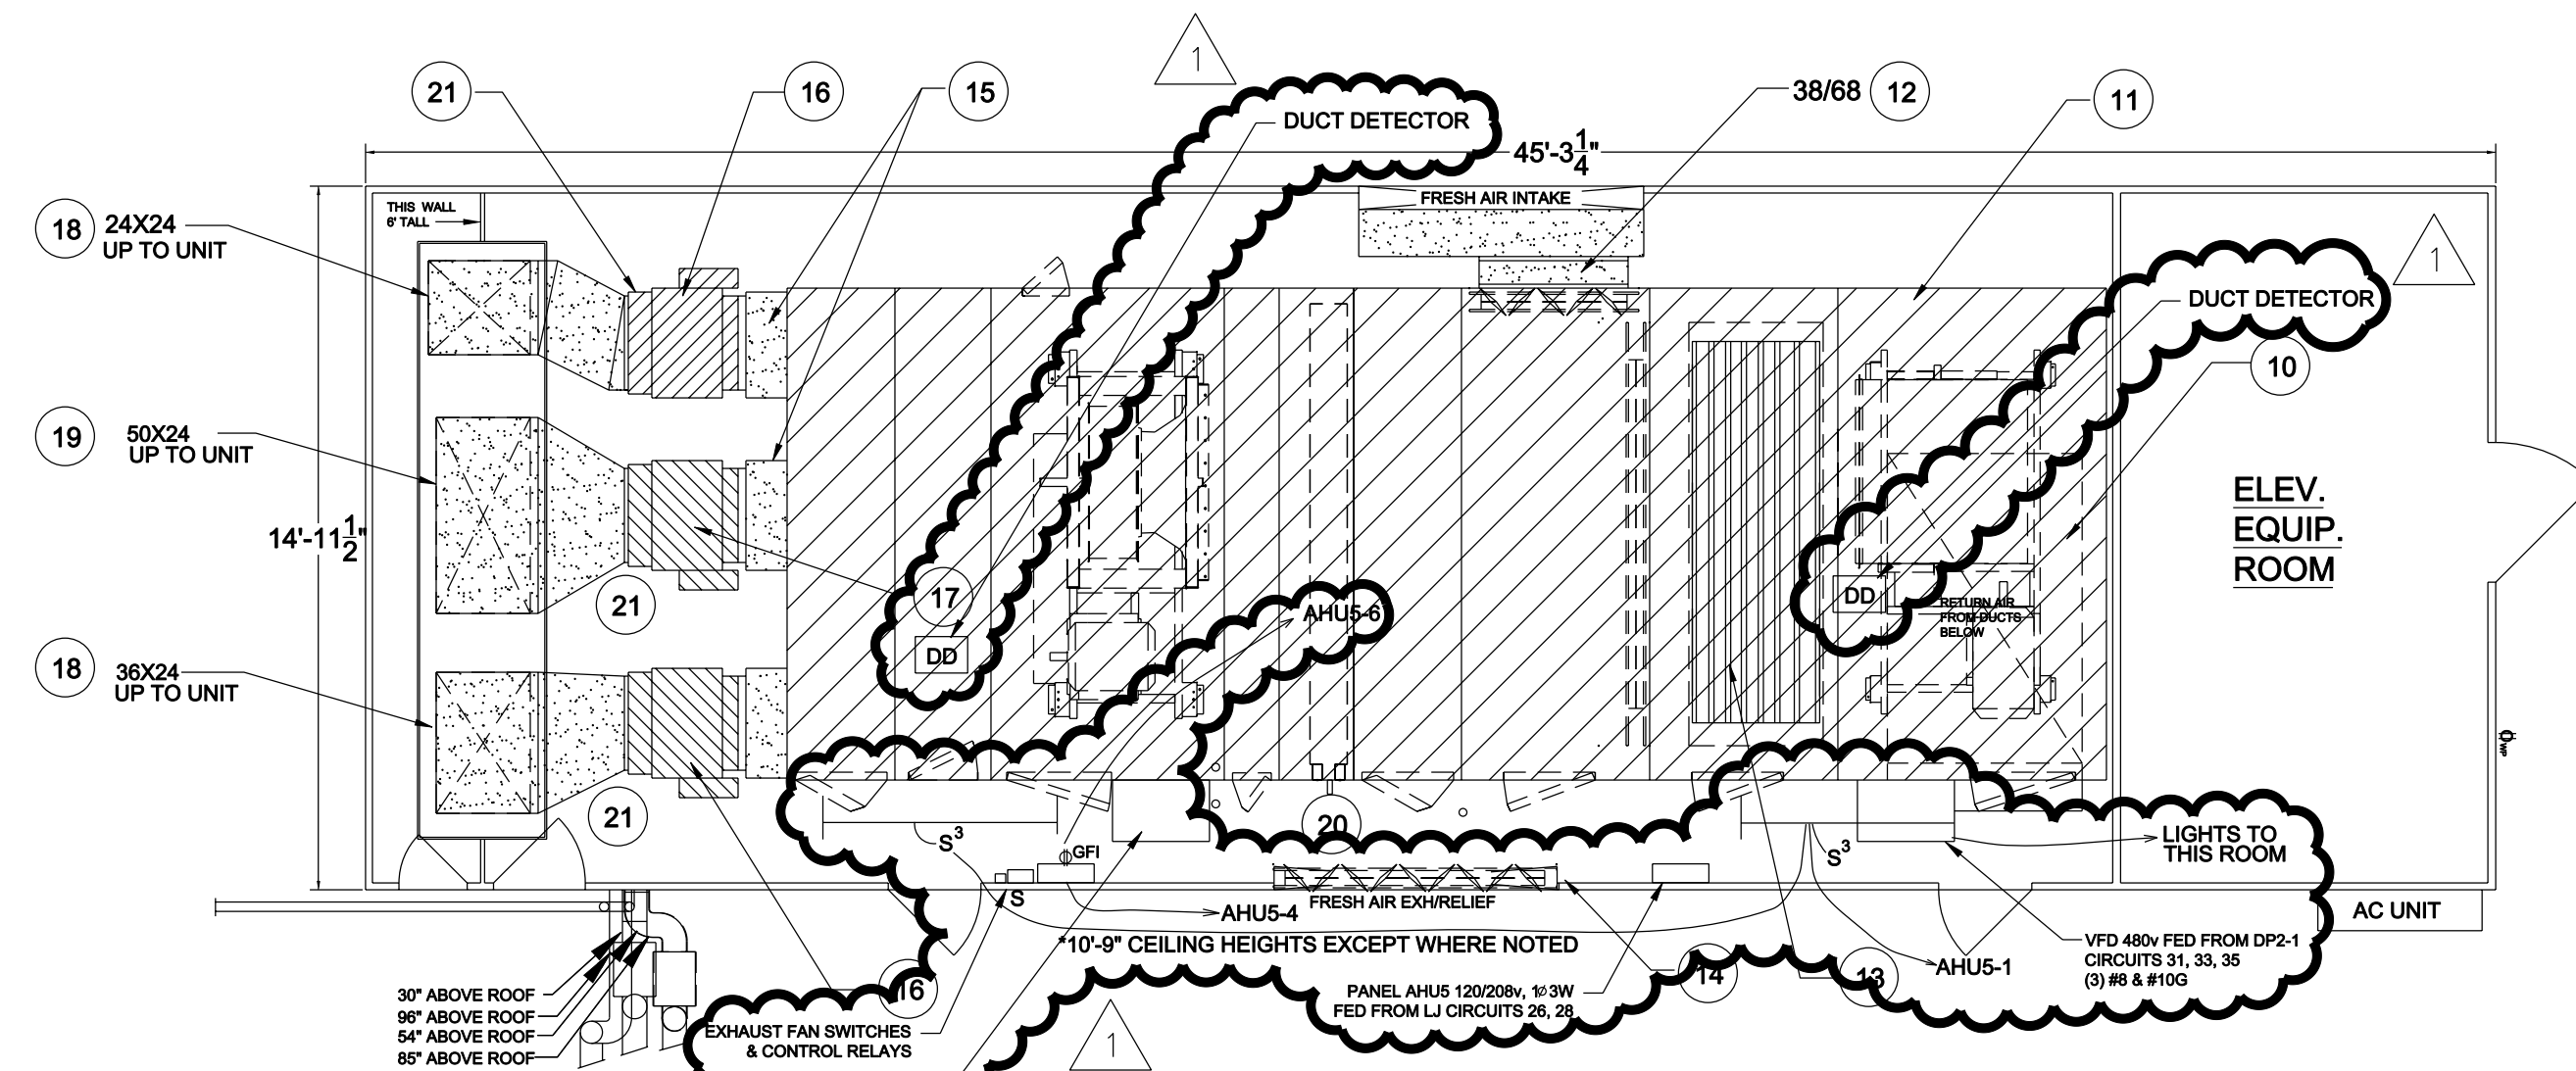 1
21
16
15
DUCT DETECTOR
38/68
12
11
45'-3 1/4"
FRESH AIR INTAKE
THIS WALL
6' TALL
18
24X24
UP TO UNIT
1
DUCT DETECTOR
10
19
50X24
UP TO UNIT
14'-11 1/2"
ELEV.
EQUIP.
ROOM
21
17
AHU5-6
DD
DD
RETURN AIR
FROM DUCTS
BELOW
18
36X24
UP TO UNIT
WP
21
20
S3
GFI
S3
LIGHTS TO
THIS ROOM
S
AHU5-4
FRESH AIR EXH/RELIEF
AC UNIT
*10'-9" CEILING HEIGHTS EXCEPT WHERE NOTED
VFD 480v FED FROM DP2-1
CIRCUITS 31, 33, 35
(3) #8 & #10G
AHU5-1
14
13
16
30" ABOVE ROOF
96" ABOVE ROOF
54" ABOVE ROOF
85" ABOVE ROOF
PANEL AHU5 120/208v, 1Ø3W
FED FROM LJ CIRCUITS 26, 28
EXHAUST FAN SWITCHES
& CONTROL RELAYS
1